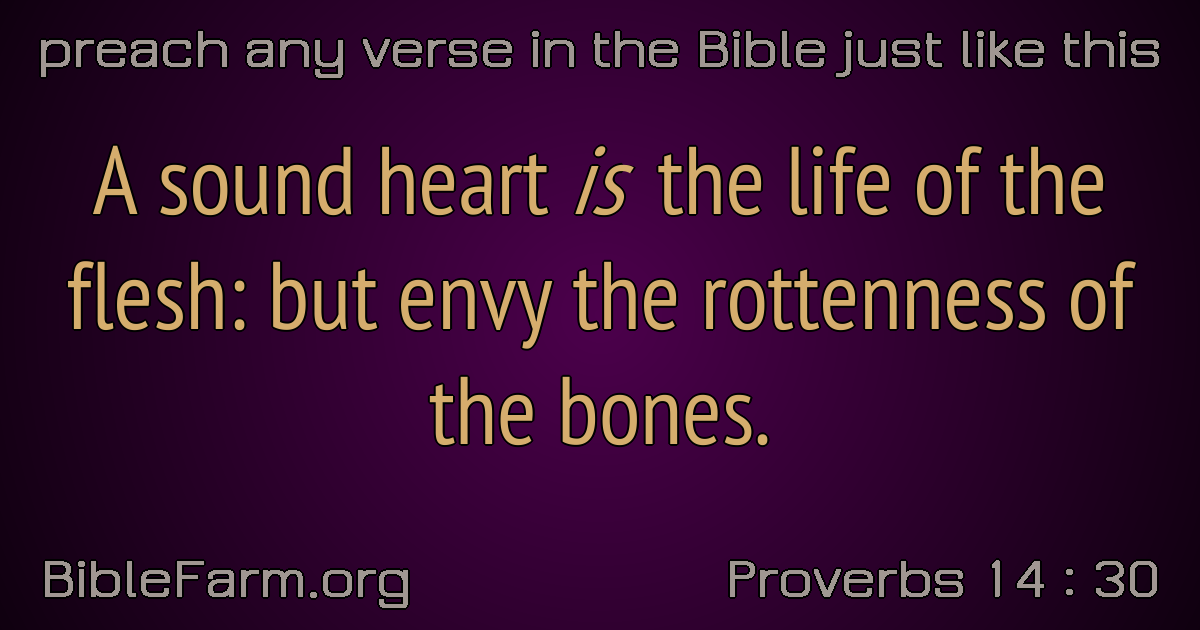 preach any verse in the Bible just like this
A sound heart is the life of the
flesh: but envy the rottenness of
the bones.
BibleFarm.org
Proverbs 14 : 30